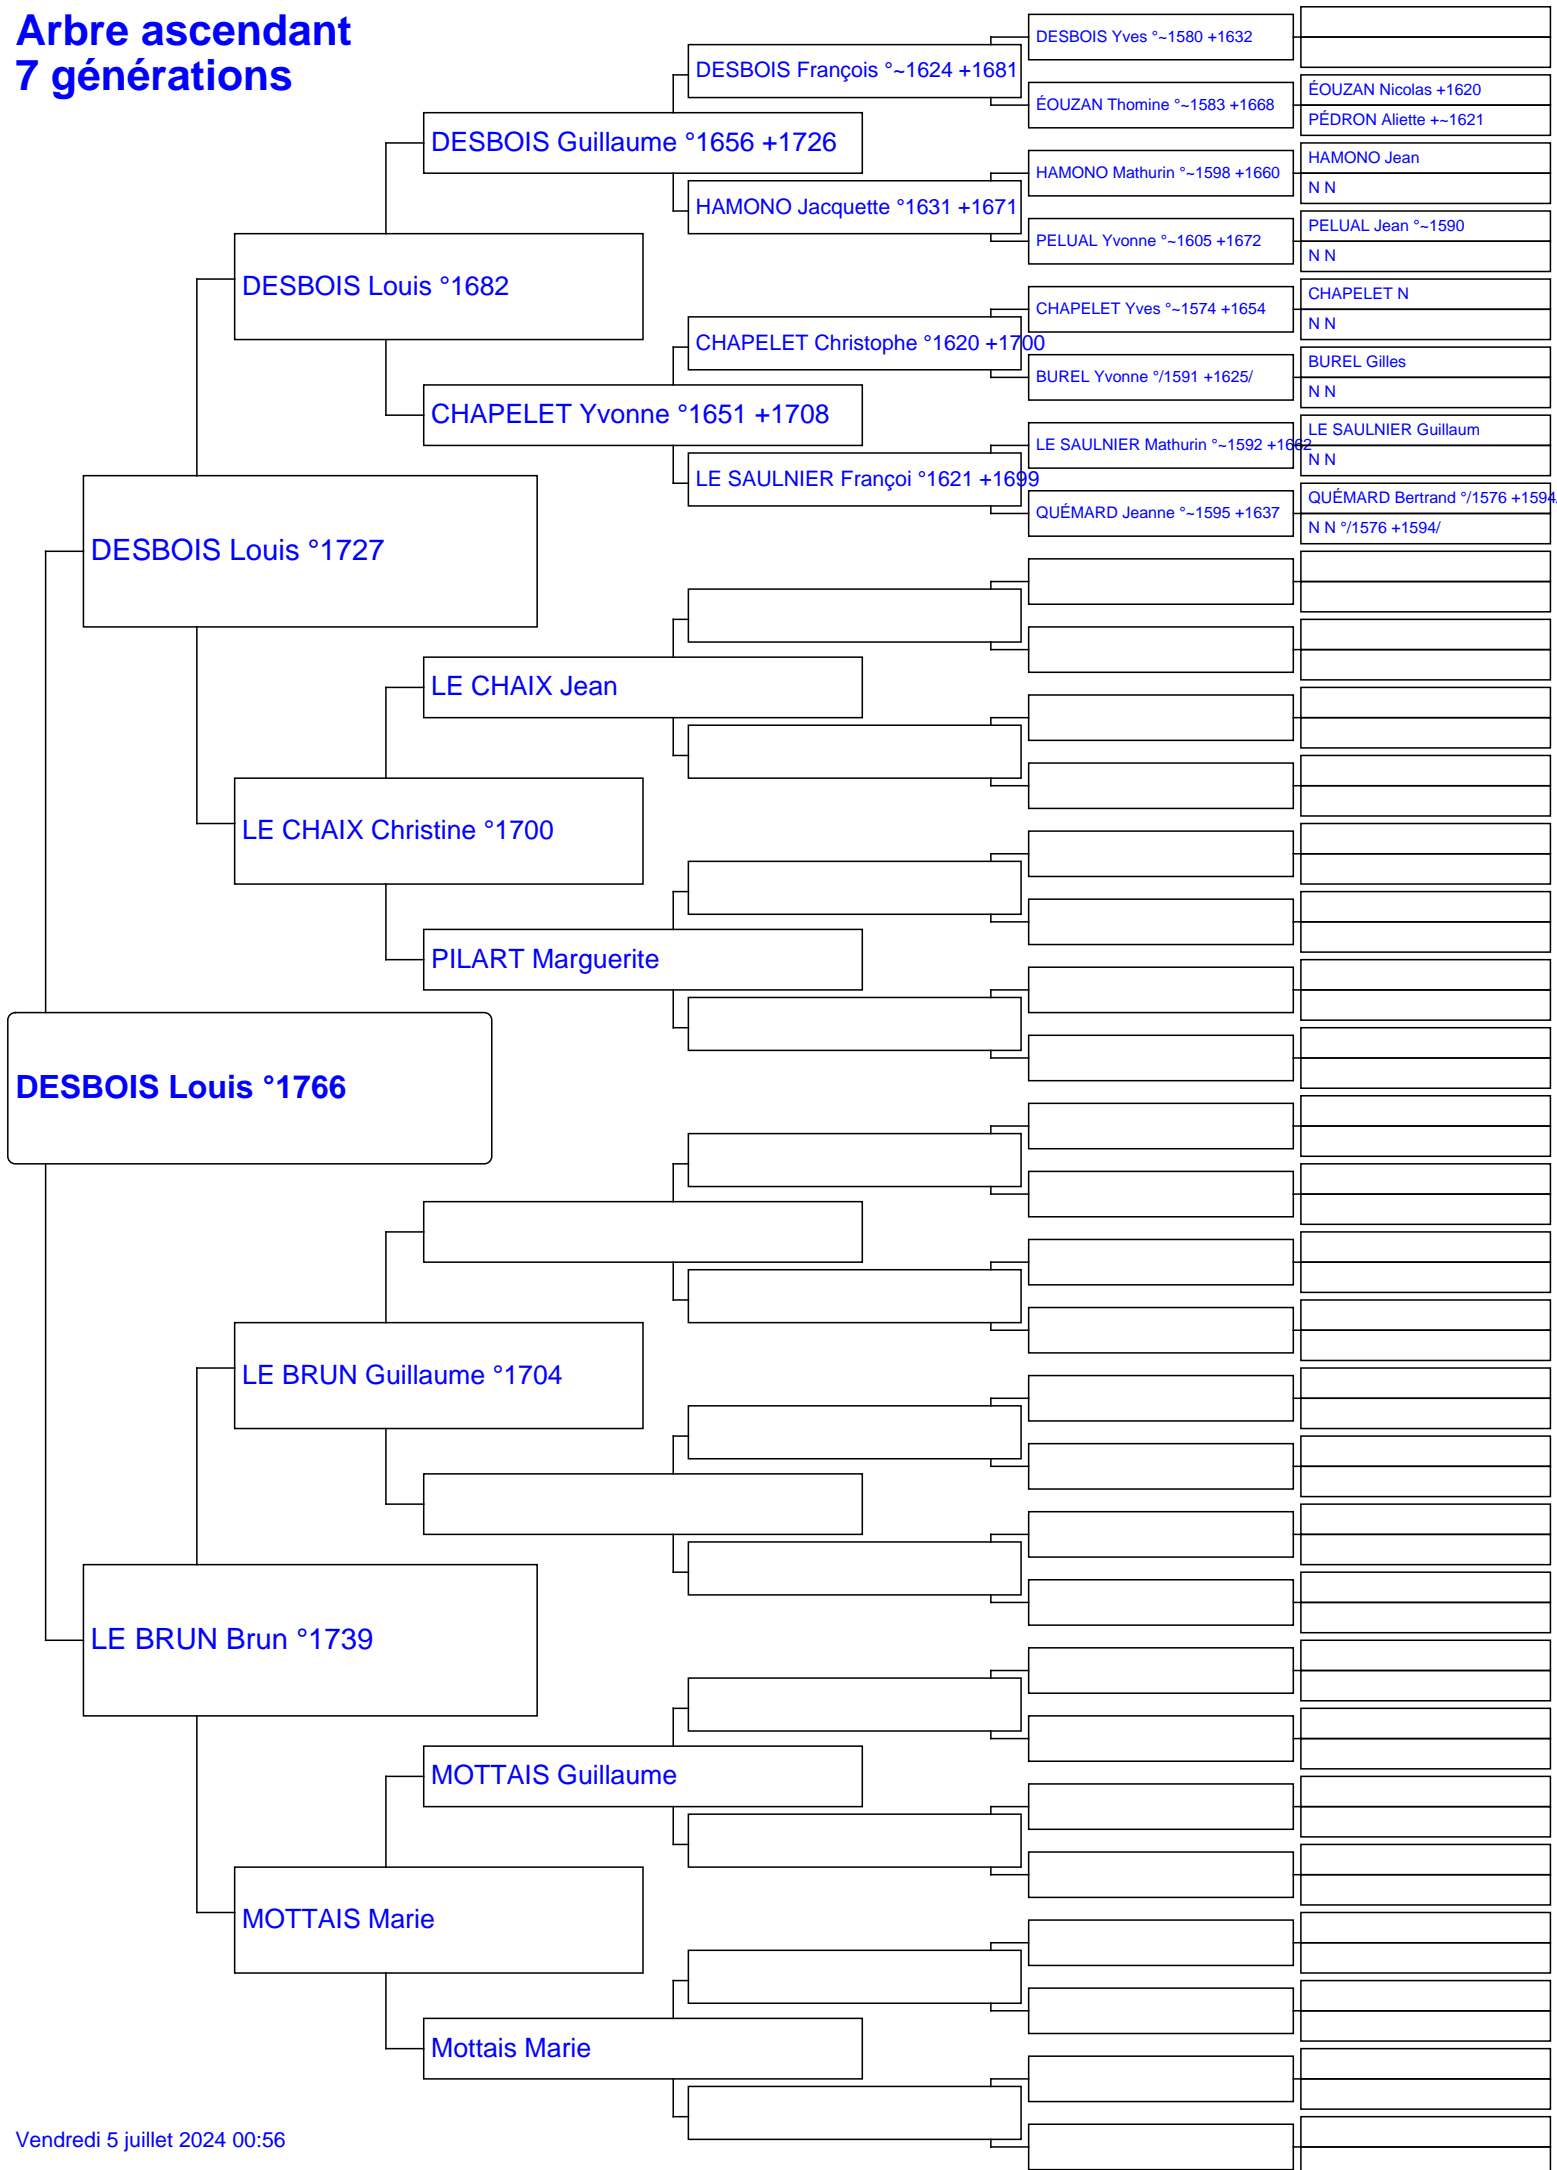 Arbre ascendant
7 générations
DESBOIS Yves °~1580 +1632
DESBOIS François °~1624 +1681
ÉOUZAN Nicolas +1620
ÉOUZAN Thomine °~1583 +1668
PÉDRON Aliette +~1621
DESBOIS Guillaume °1656 +1726
HAMONO Jean
HAMONO Mathurin °~1598 +1660
N N
HAMONO Jacquette °1631 +1671
PELUAL Jean °~1590
PELUAL Yvonne °~1605 +1672
N N
DESBOIS Louis °1682
CHAPELET N
CHAPELET Yves °~1574 +1654
N N
CHAPELET Christophe °1620 +1700
BUREL Gilles
BUREL Yvonne °/1591 +1625/
N N
CHAPELET Yvonne °1651 +1708
LE SAULNIER Guillaum
LE SAULNIER Mathurin °~1592 +1662
N N
LE SAULNIER Françoi °1621 +1699
QUÉMARD Bertrand °/1576 +1594/
QUÉMARD Jeanne °~1595 +1637
N N °/1576 +1594/
DESBOIS Louis °1727
LE CHAIX Jean
LE CHAIX Christine °1700
PILART Marguerite
DESBOIS Louis °1766
LE BRUN Guillaume °1704
LE BRUN Brun °1739
MOTTAIS Guillaume
MOTTAIS Marie
Mottais Marie
Vendredi 5 juillet 2024 00:56